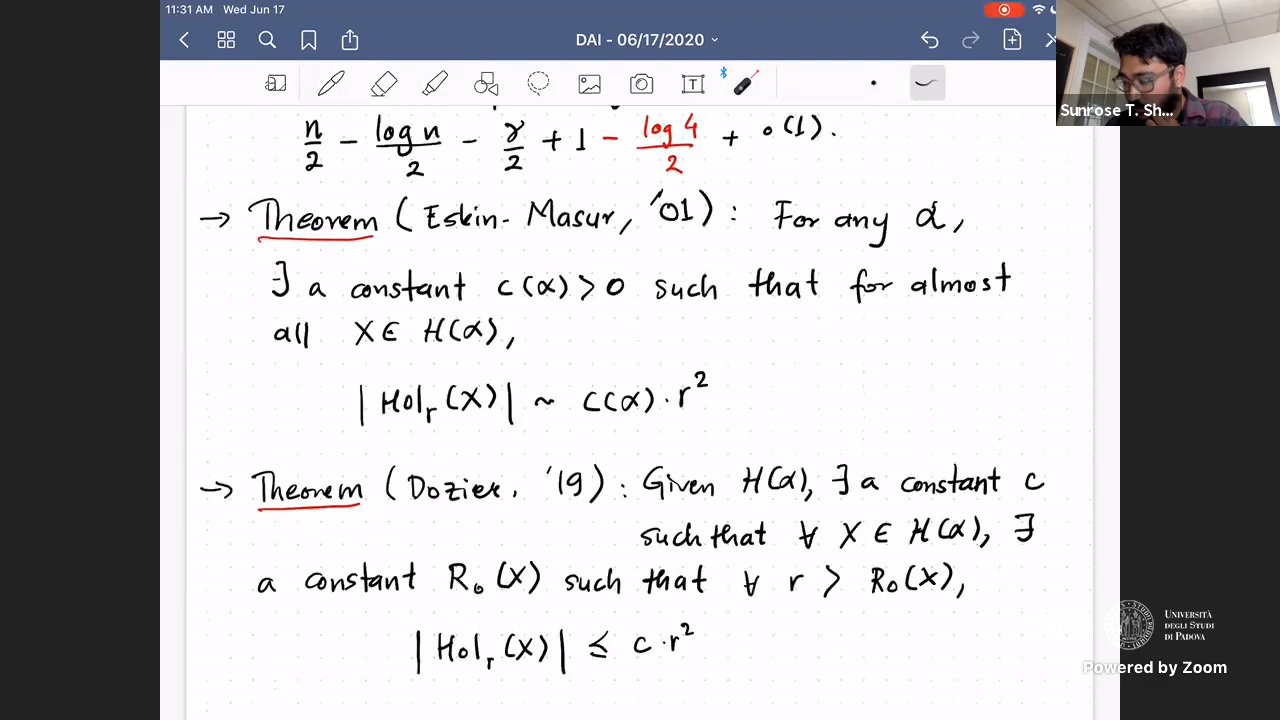 11:31 AM Wed Jun 17
DAI - 06/17/2020
T
Sunrose T. Sh...
n/2 - log n/2 - γ/2 + 1 - log 4/2 + o(1).
→ Theorem (Eskin-Masur, '01): For any α,
∃ a constant c(α) > 0 such that for almost
all X ∈ H(α),
|Hol_r(X)| ~ c(α) · r²
→ Theorem (Dozier, '19): Given H(α), ∃ a constant c
such that ∀ X ∈ H(α), ∃
a constant R₀(X) such that ∀ r > R₀(X),
|Hol_r(X)| ≤ c · r²
UNIVERSITÀ
DEGLI STUDI
DI PADOVA
Powered by Zoom